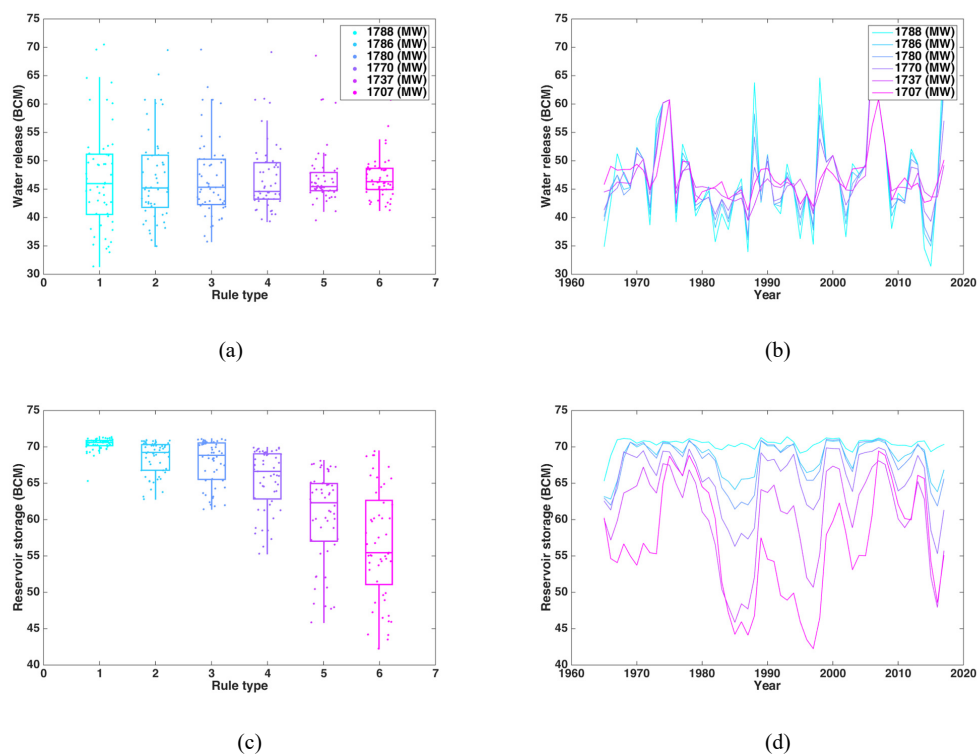 75
70
65
60
55
50
45
40
35
30
Water release (BCM)
0 1 2 3 4 5 6 7
Rule type
1788 (MW)
1786 (MW)
1780 (MW)
1770 (MW)
1737 (MW)
1707 (MW)
(a)
75
70
65
60
55
50
45
40
35
30
Water release (BCM)
1960 1970 1980 1990 2000 2010 2020
Year
1788 (MW)
1786 (MW)
1780 (MW)
1770 (MW)
1737 (MW)
1707 (MW)
(b)
75
70
65
60
55
50
45
40
Reservoir storage (BCM)
0 1 2 3 4 5 6 7
Rule type
(c)
75
70
65
60
55
50
45
40
Reservoir storage (BCM)
1960 1970 1980 1990 2000 2010 2020
Year
(d)